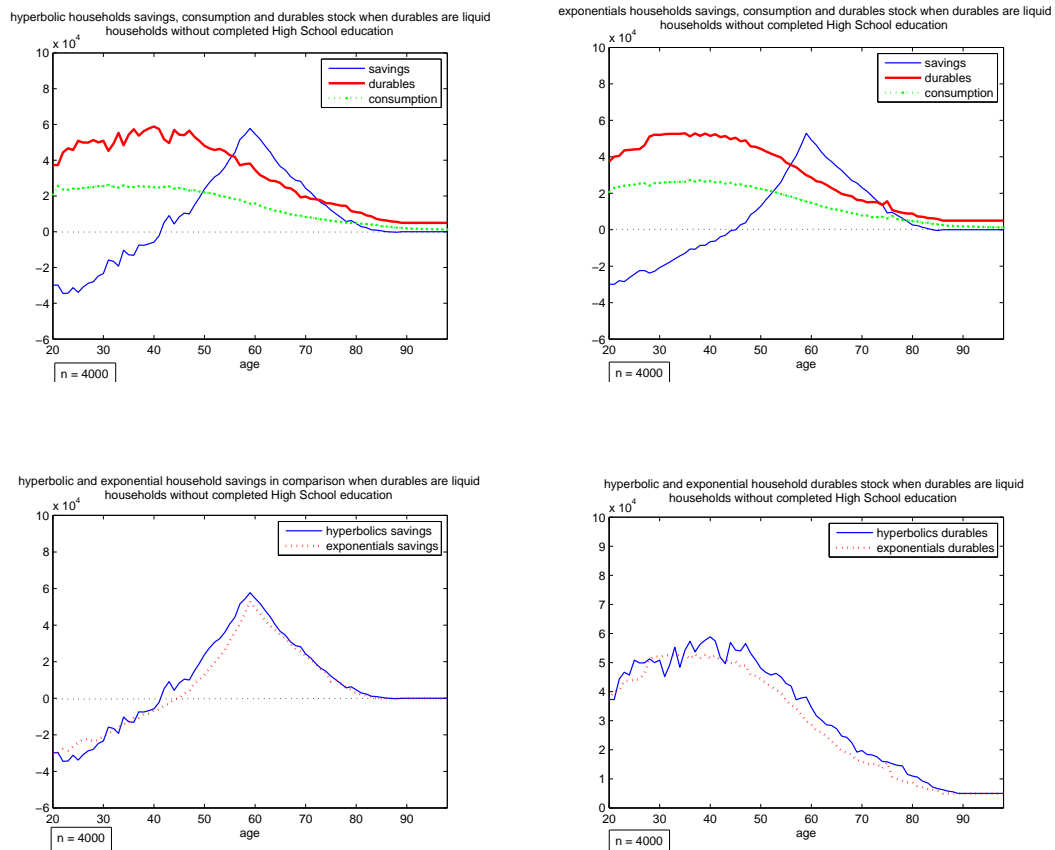 hyperbolic households savings, consumption and durables stock when durables are liquid
households without completed High School education
x 10⁴
10
8
6
4
2
0
−2
−4
−6
20 30 40 50 60 70 80 90
age
savings
durables
consumption
n = 4000
exponentials households savings, consumption and durables stock when durables are liquid
households without completed High School education
x 10⁴
10
8
6
4
2
0
−2
−4
−6
20 30 40 50 60 70 80 90
age
savings
durables
consumption
n = 4000
hyperbolic and exponential household savings in comparison when durables are liquid
households without completed High School education
x 10⁴
10
8
6
4
2
0
−2
−4
−6
20 30 40 50 60 70 80 90
age
hyperbolics savings
exponentials savings
n = 4000
hyperbolic and exponential household durables stock when durables are liquid
households without completed High School education
x 10⁴
10
9
8
7
6
5
4
3
2
1
0
20 30 40 50 60 70 80 90
age
hyperbolics durables
exponentials durables
n = 4000